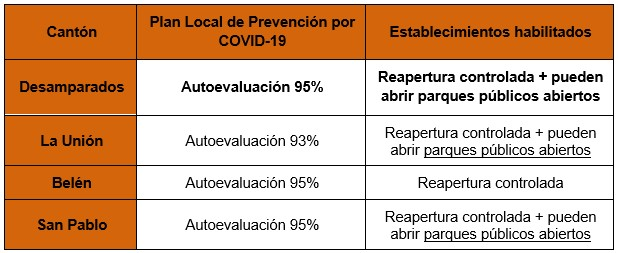 Cantón
Plan Local de Prevención por
COVID-19
Establecimientos habilitados
Desamparados
Autoevaluación 95%
Reapertura controlada + pueden
abrir parques públicos abiertos
La Unión
Autoevaluación 93%
Reapertura controlada + pueden
abrir parques públicos abiertos
Belén
Autoevaluación 95%
Reapertura controlada
San Pablo
Autoevaluación 95%
Reapertura controlada + pueden
abrir parques públicos abiertos